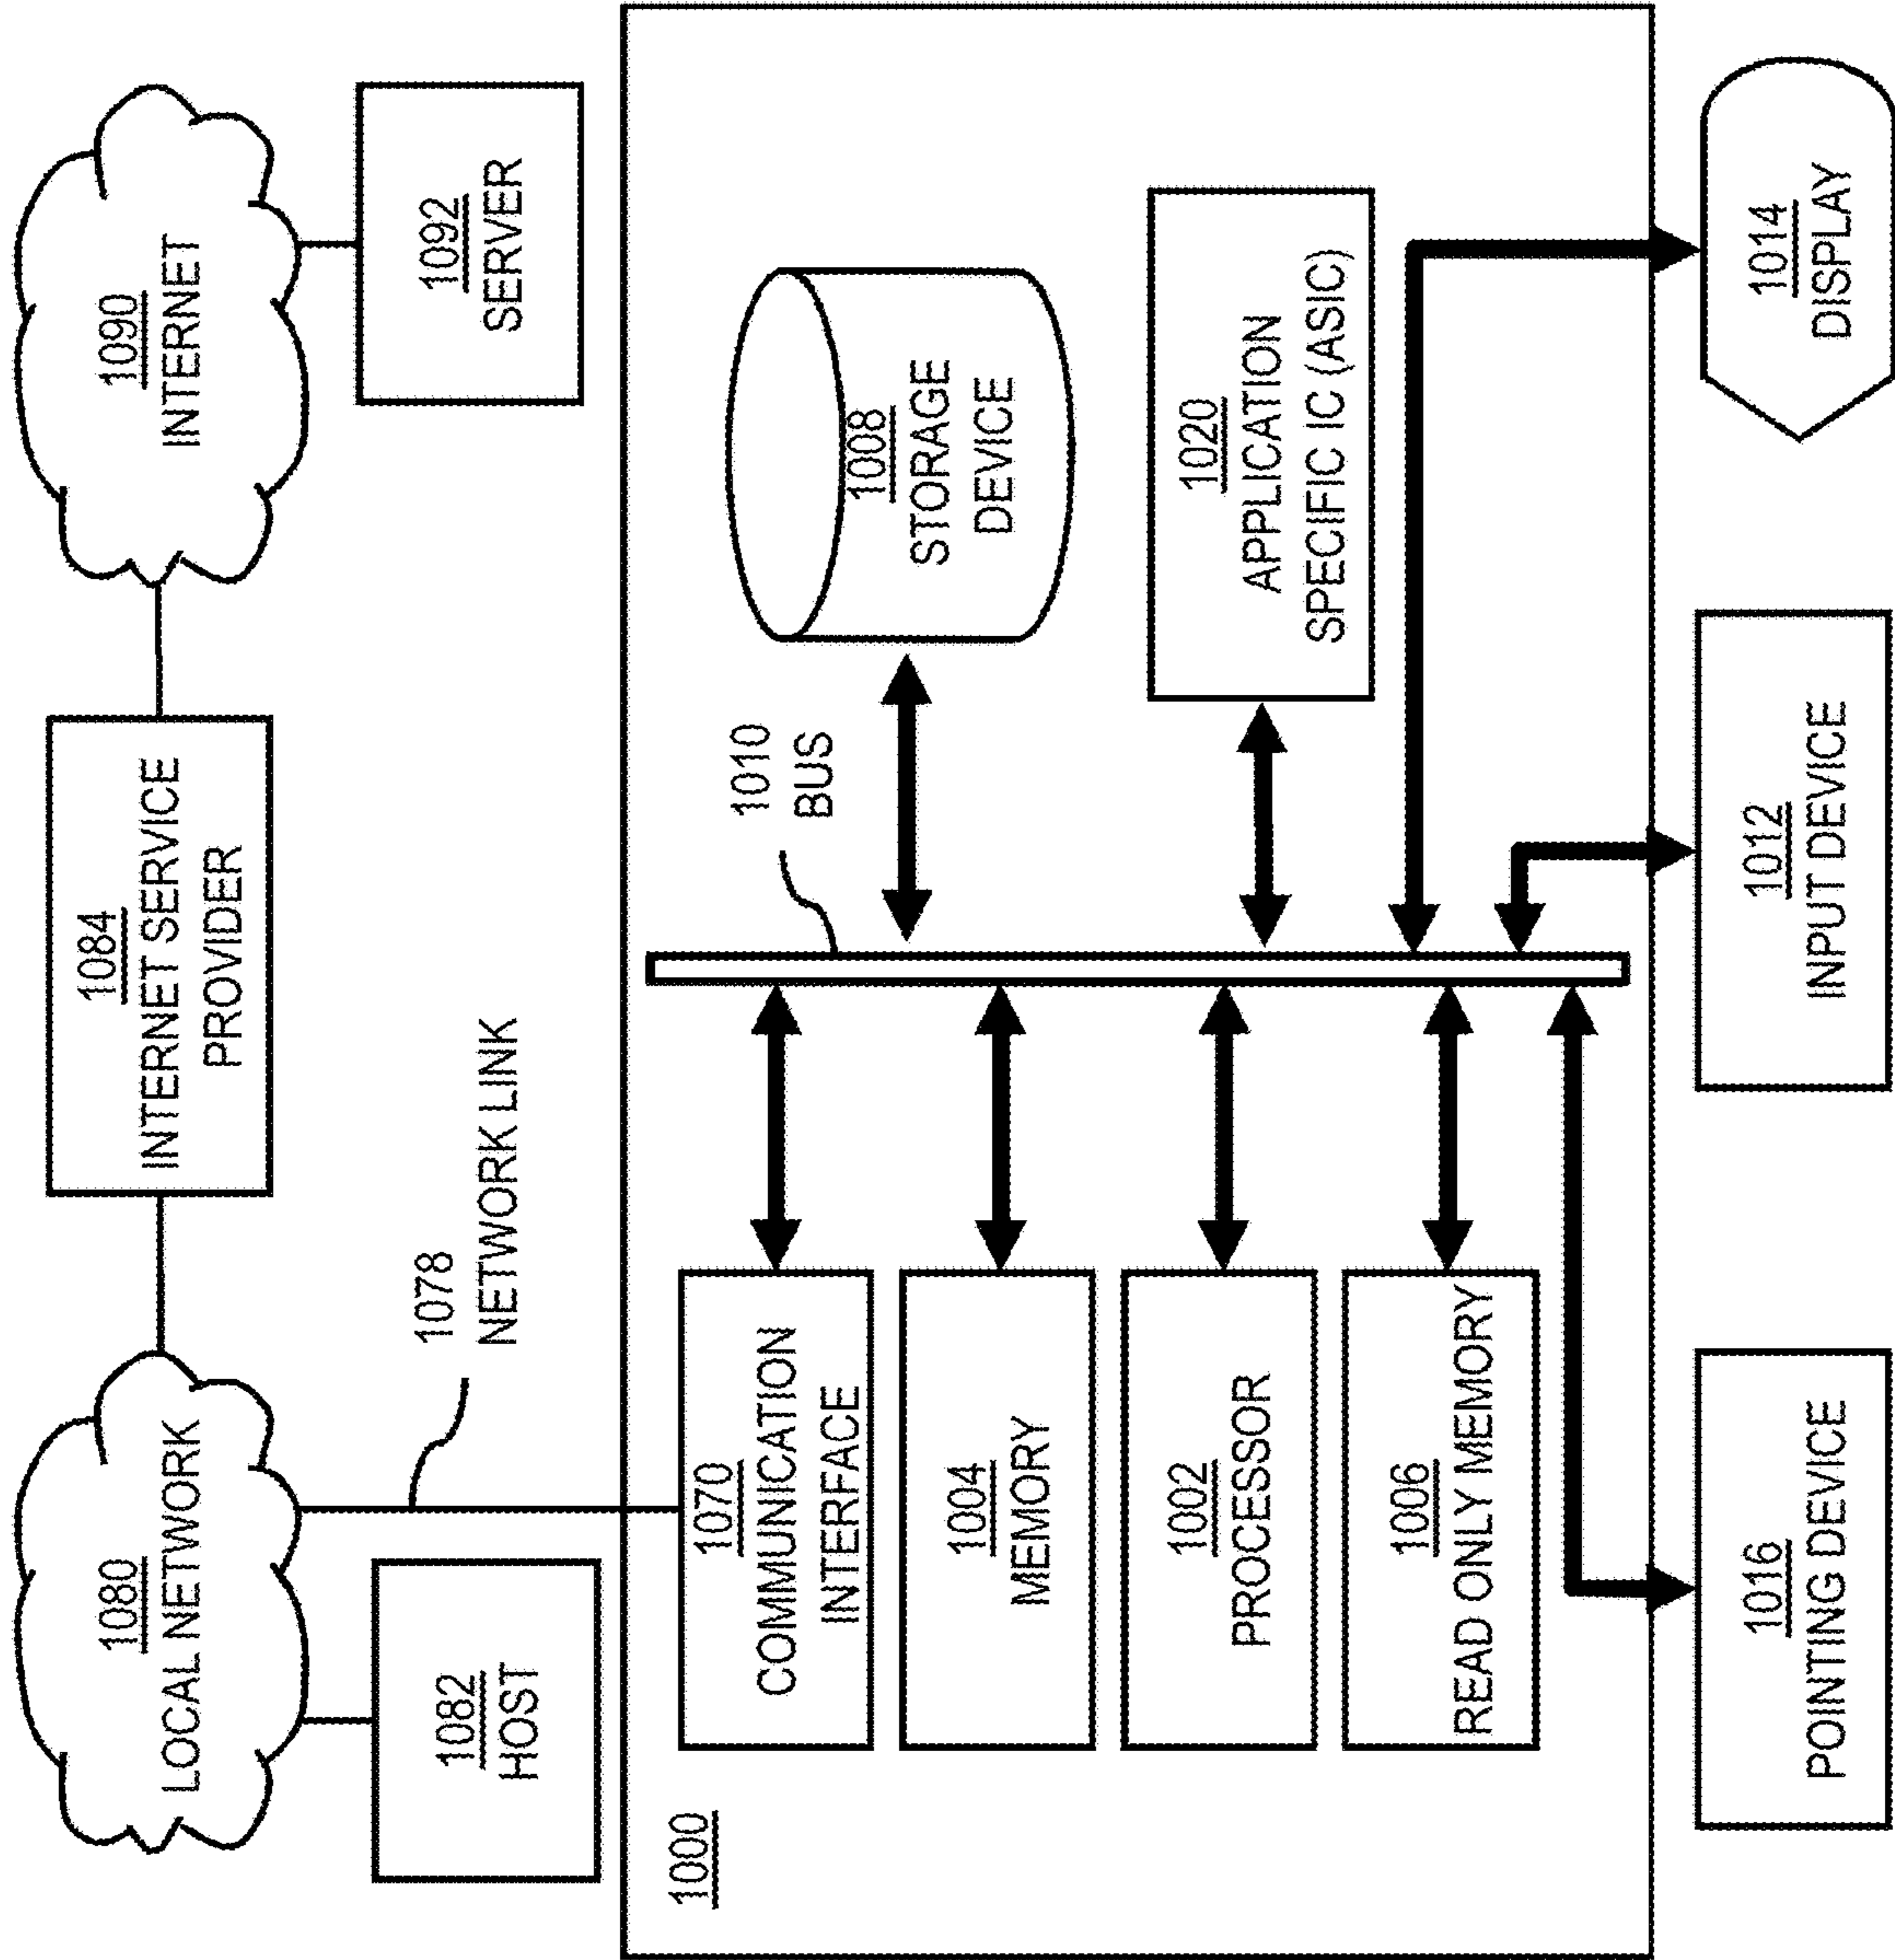 1080
LOCAL NETWORK
1084
INTERNET SERVICE
PROVIDER
1090
INTERNET
1082
HOST
1078
NETWORK LINK
1092
SERVER
1000
1070
COMMUNICATION
INTERFACE
1010
BUS
1008
STORAGE
DEVICE
1004
MEMORY
1002
PROCESSOR
1020
APPLICATION
SPECIFIC IC (ASIC)
1006
READ ONLY MEMORY
1016
POINTING DEVICE
1012
INPUT DEVICE
1014
DISPLAY